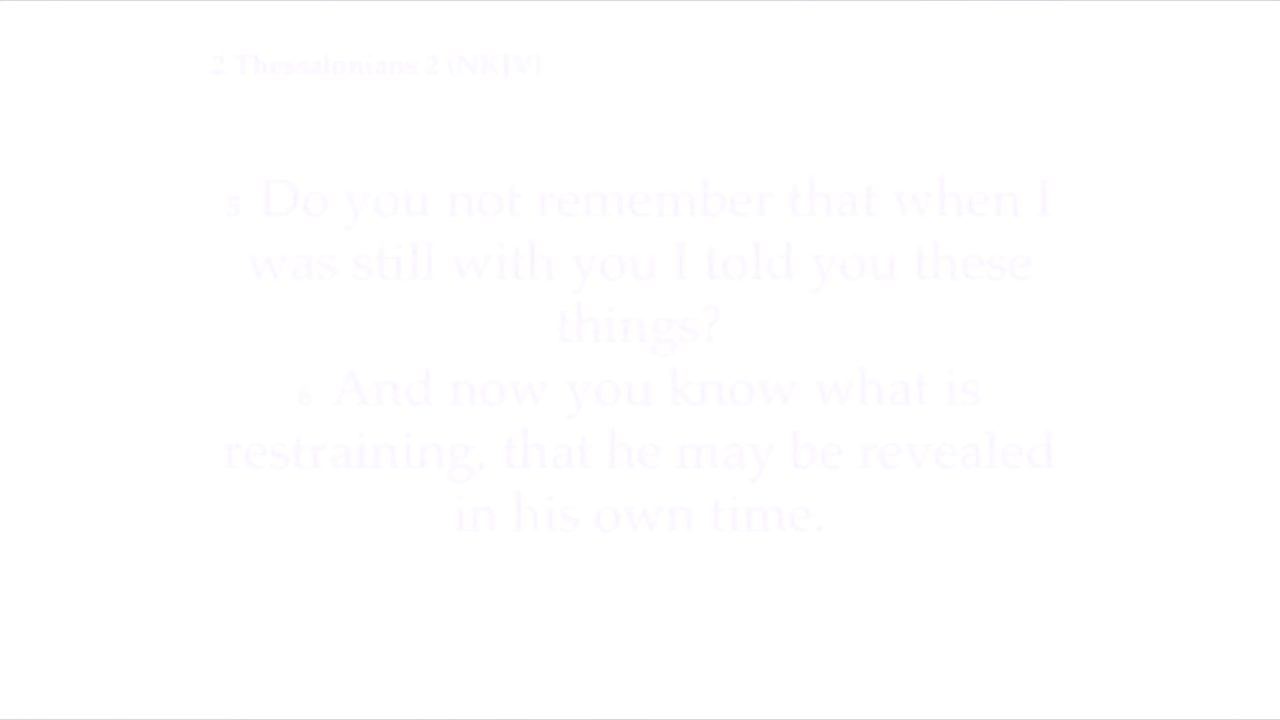 2 Thessalonians 2 (NKJV)
5 Do you not remember that when I
was still with you I told you these
things?
6 And now you know what is
restraining, that he may be revealed
in his own time.